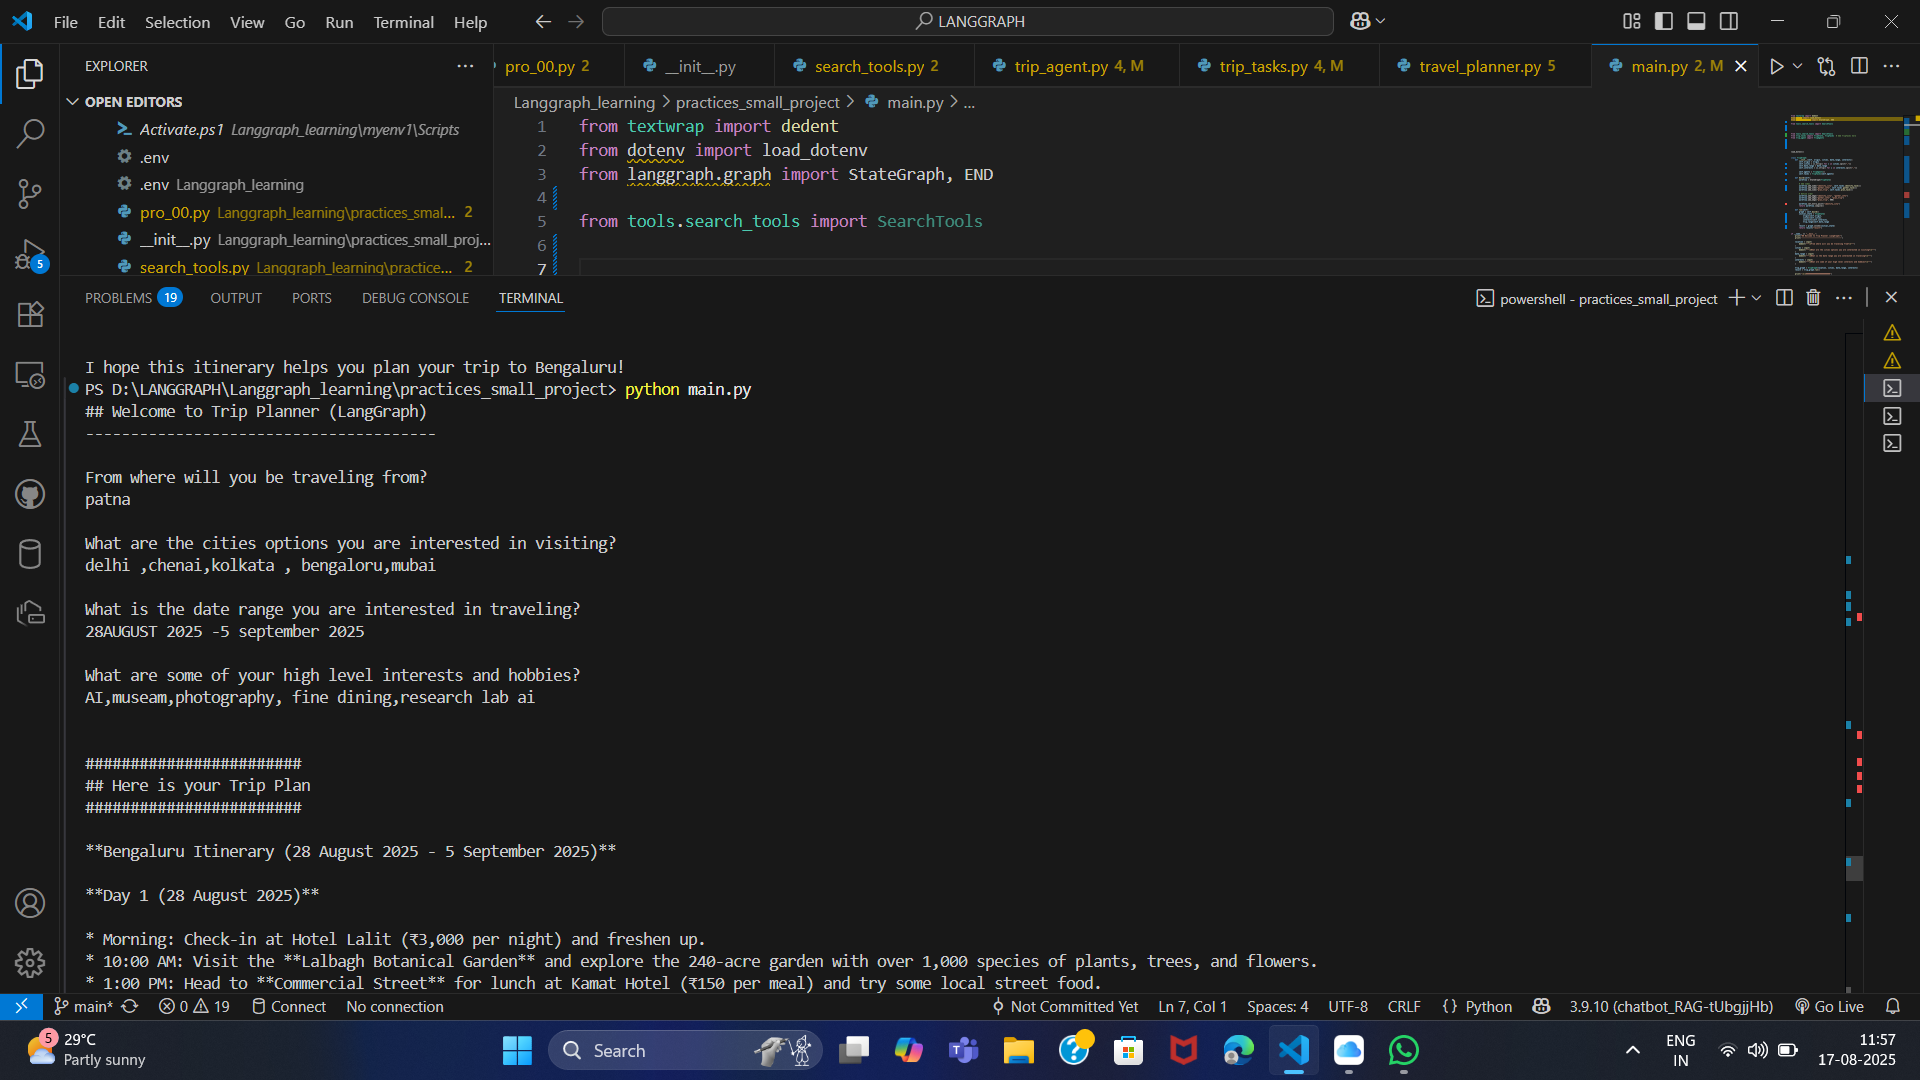 File Edit Selection View Go Run Terminal Help
LANGGRAPH
EXPLORER
OPEN EDITORS
Activate.ps1 Langgraph_learning\myenv1\Scripts
.env
.env Langgraph_learning
pro_00.py Langgraph_learning\practices_smal... 2
__init__.py Langgraph_learning\practices_small_proj...
search_tools.py Langgraph_learning\practice... 2
pro_00.py 2
__init__.py
search_tools.py 2
trip_agent.py 4, M
trip_tasks.py 4, M
travel_planner.py 5
main.py 2, M
Langgraph_learning > practices_small_project > main.py > ...
1 from textwrap import dedent
2 from dotenv import load_dotenv
3 from langgraph.graph import StateGraph, END
4
5 from tools.search_tools import SearchTools
6
7
PROBLEMS 19 OUTPUT PORTS DEBUG CONSOLE TERMINAL
powershell - practices_small_project
I hope this itinerary helps you plan your trip to Bengaluru!
PS D:\LANGGRAPH\Langgraph_learning\practices_small_project> python main.py
## Welcome to Trip Planner (LangGraph)
---------------------------------------
From where will you be traveling from?
patna
What are the cities options you are interested in visiting?
delhi ,chenai,kolkata , bengaloru,mubai
What is the date range you are interested in traveling?
28AUGUST 2025 -5 september 2025
What are some of your high level interests and hobbies?
AI,museam,photography, fine dining,research lab ai
########################
## Here is your Trip Plan
########################
**Bengaluru Itinerary (28 August 2025 - 5 September 2025)**
**Day 1 (28 August 2025)**
* Morning: Check-in at Hotel Lalit (₹3,000 per night) and freshen up.
* 10:00 AM: Visit the **Lalbagh Botanical Garden** and explore the 240-acre garden with over 1,000 species of plants, trees, and flowers.
* 1:00 PM: Head to **Commercial Street** for lunch at Kamat Hotel (₹150 per meal) and try some local street food.
5
main* 0 19 Connect No connection
Not Committed Yet Ln 7, Col 1 Spaces: 4 UTF-8 CRLF {} Python 3.9.10 (chatbot_RAG-tUbgjjHb) Go Live
5
29°C
Partly sunny
Search
ENG
IN
11:57
17-08-2025